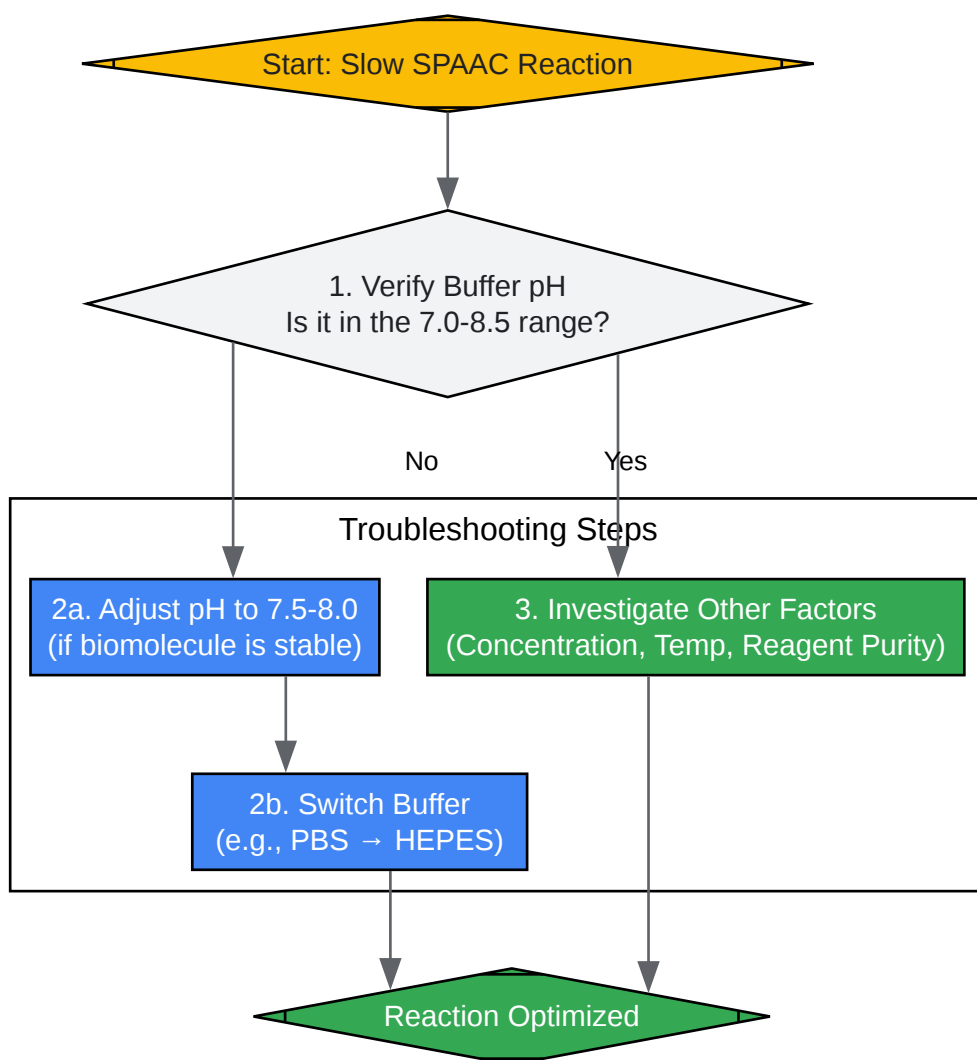 Start: Slow SPAAC Reaction
1. Verify Buffer pH
Is it in the 7.0-8.5 range?
No
Yes
Troubleshooting Steps
2a. Adjust pH to 7.5-8.0
(if biomolecule is stable)
3. Investigate Other Factors
(Concentration, Temp, Reagent Purity)
2b. Switch Buffer
(e.g., PBS → HEPES)
Reaction Optimized